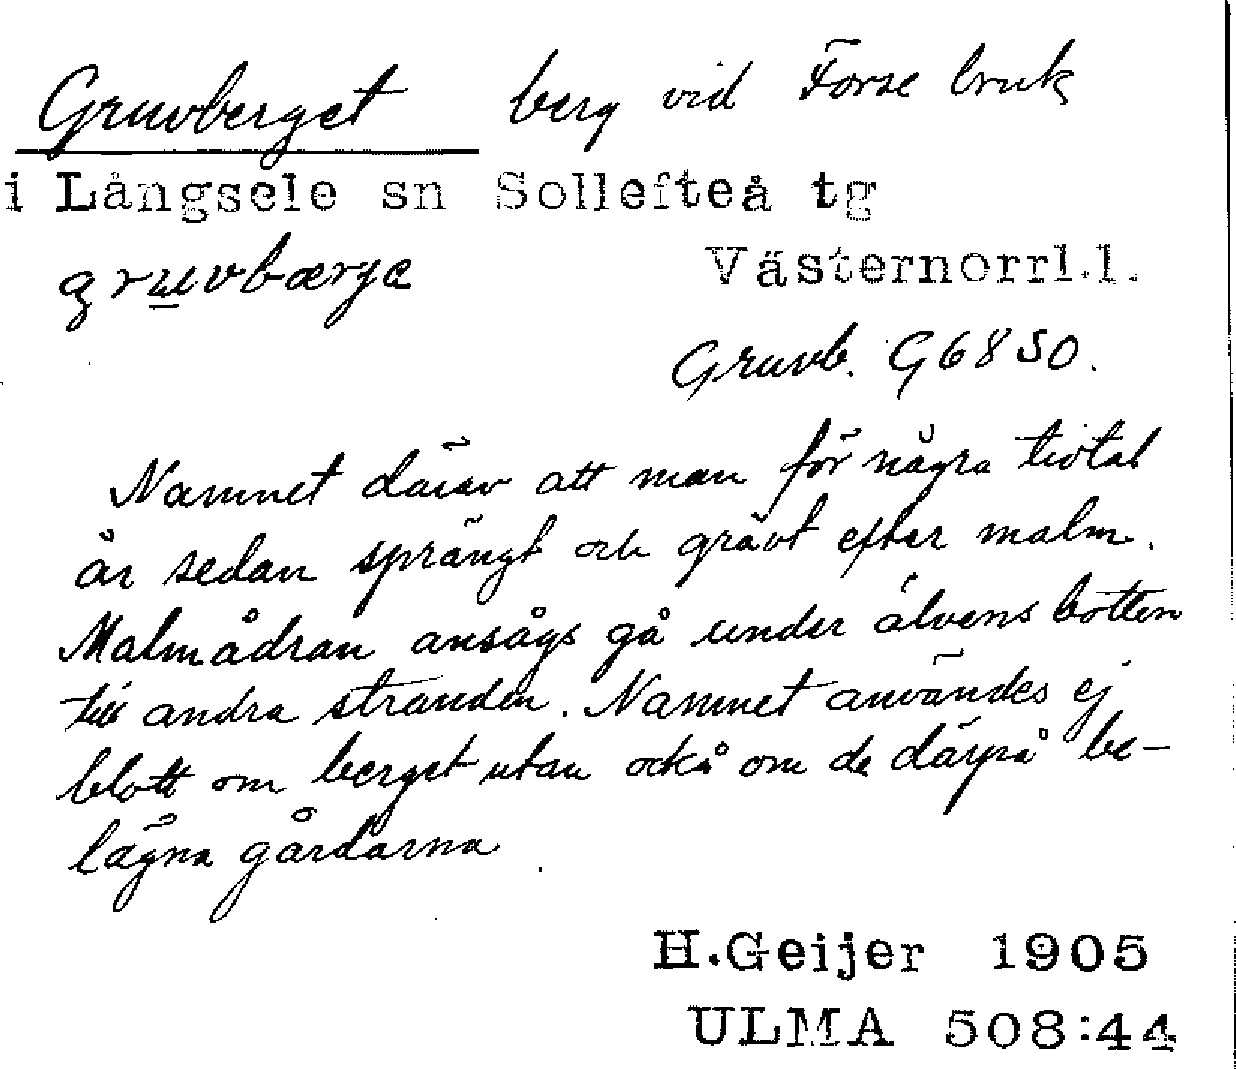 Gruvberget berg vid Forse bruk
i Långsele sn Sollefteå tg
gruvbærje Västernorrl.l.
Gruvb. G6850.
Namnet därav att man för några tiotal
år sedan sprängt och grävt efter malm.
Malmådran ansågs gå under älvens botten
till andra stranden. Namnet användes ej
blott om berget utan också om de därpå be-
lägna gårdarna.
H.Geijer 1905
ULMA 508:44